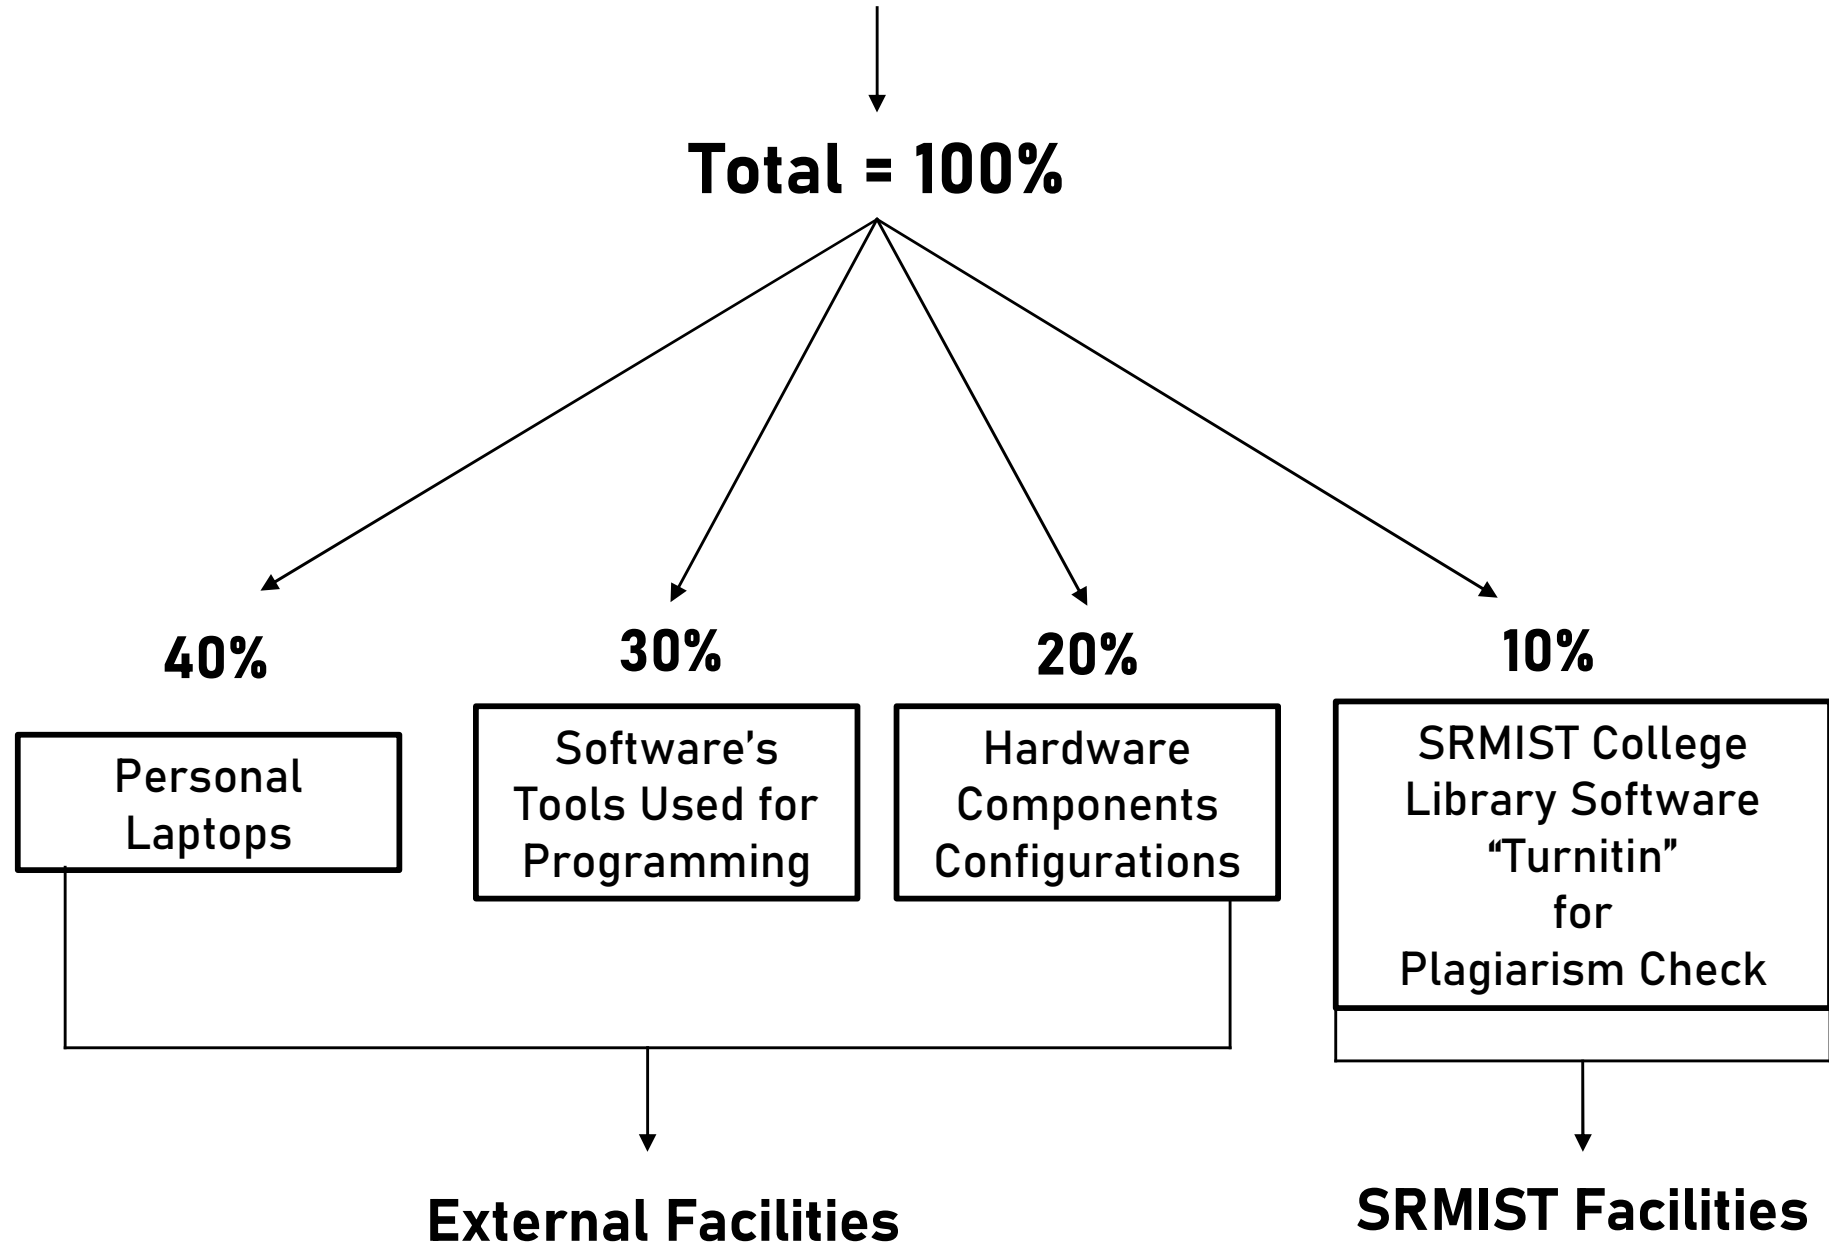 Total = 100%
40%
30%
20%
10%
Personal
Laptops
Software’s
Tools Used for
Programming
Hardware
Components
Configurations
SRMIST College
Library Software
“Turnitin”
for
Plagiarism Check
External Facilities
SRMIST Facilities